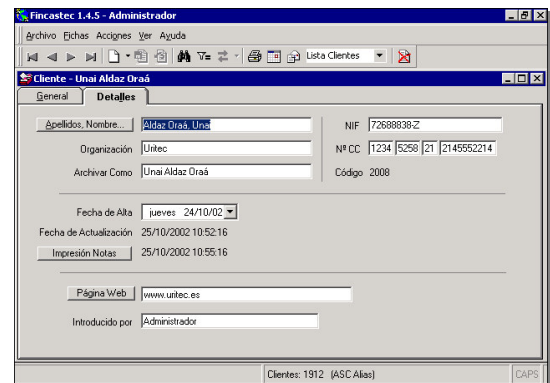 Fincastec 1.4.5 - Administrador
Archivo Fichas Acciones Ver Ayuda
Lista Clientes
Cliente - Unai Aldaz Oraá
General Detalles
Apellidos, Nombre... Aldaz Oraá, Unai NIF 72688838-Z
Organización Uritec Nº CC 1234 5258 21 2145552214
Archivar Como Unai Aldaz Oraá Código 2008
Fecha de Alta jueves 24/10/02
Fecha de Actualización 25/10/2002 10:52:16
Impresión Notas 25/10/2002 10:55:16
Página Web www.uritec.es
Introducido por Administrador
Clientes: 1912 (ASC Alias) CAPS